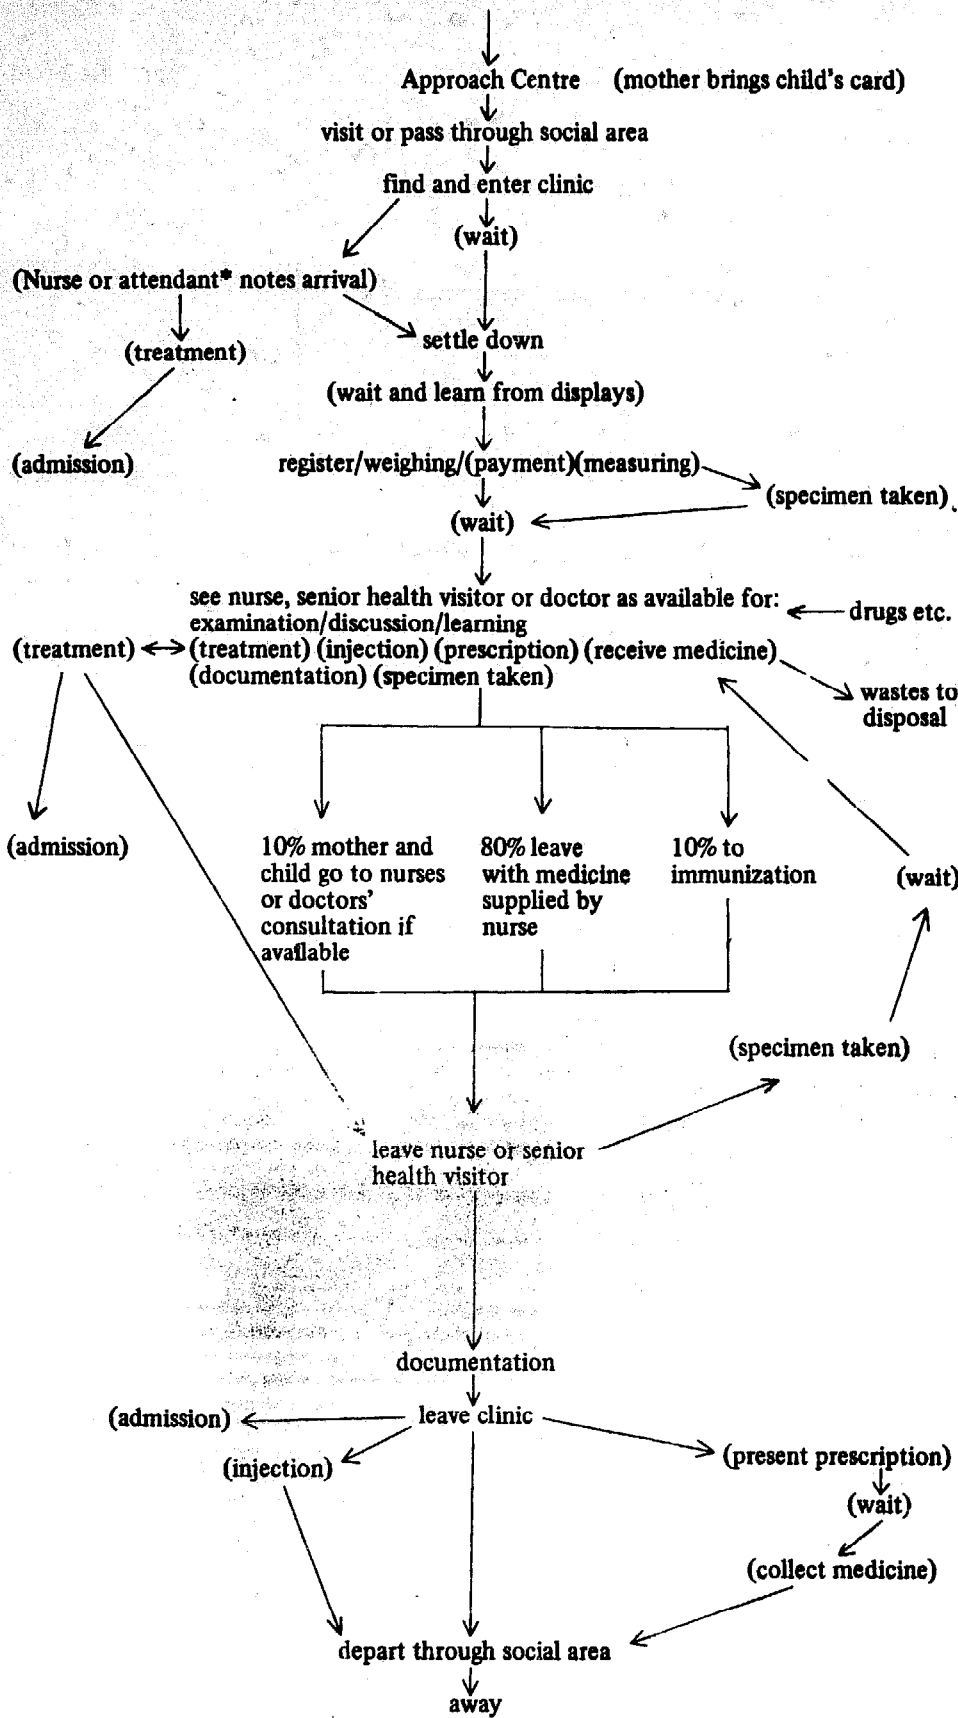 Approach Centre (mother brings child's card)
visit or pass through social area
find and enter clinic
(wait)
(Nurse or attendant* notes arrival)
settle down
(treatment)
(wait and learn from displays)
(admission)
register/weighing/(payment)(measuring)
(specimen taken)
(wait)
see nurse, senior health visitor or doctor as available for:
examination/discussion/learning
drugs etc.
(treatment)
(treatment) (injection) (prescription) (receive medicine)
(documentation) (specimen taken)
wastes to
disposal
(admission)
10% mother and
child go to nurses
or doctors'
consultation if
available
80% leave
with medicine
supplied by
nurse
10% to
immunization
(wait)
(specimen taken)
leave nurse or senior
health visitor
documentation
(admission)
leave clinic
(injection)
(present prescription)
(wait)
(collect medicine)
depart through social area
away